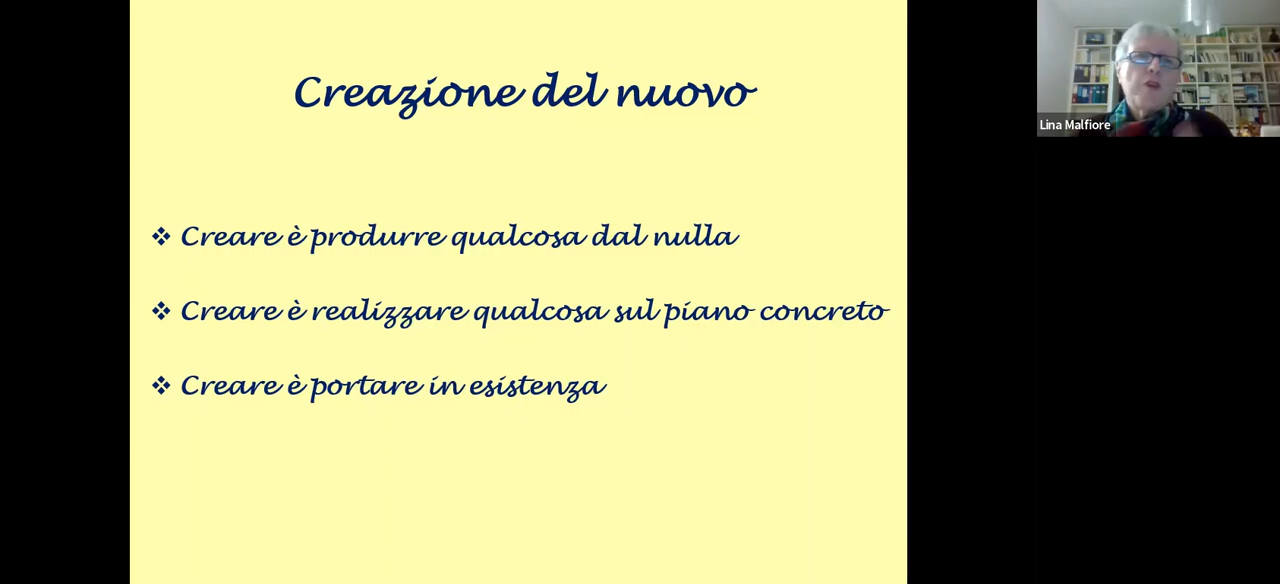 Creazione del nuovo
❖ Creare è produrre qualcosa dal nulla
❖ Creare è realizzare qualcosa sul piano concreto
❖ Creare è portare in esistenza
Lina Malfiore